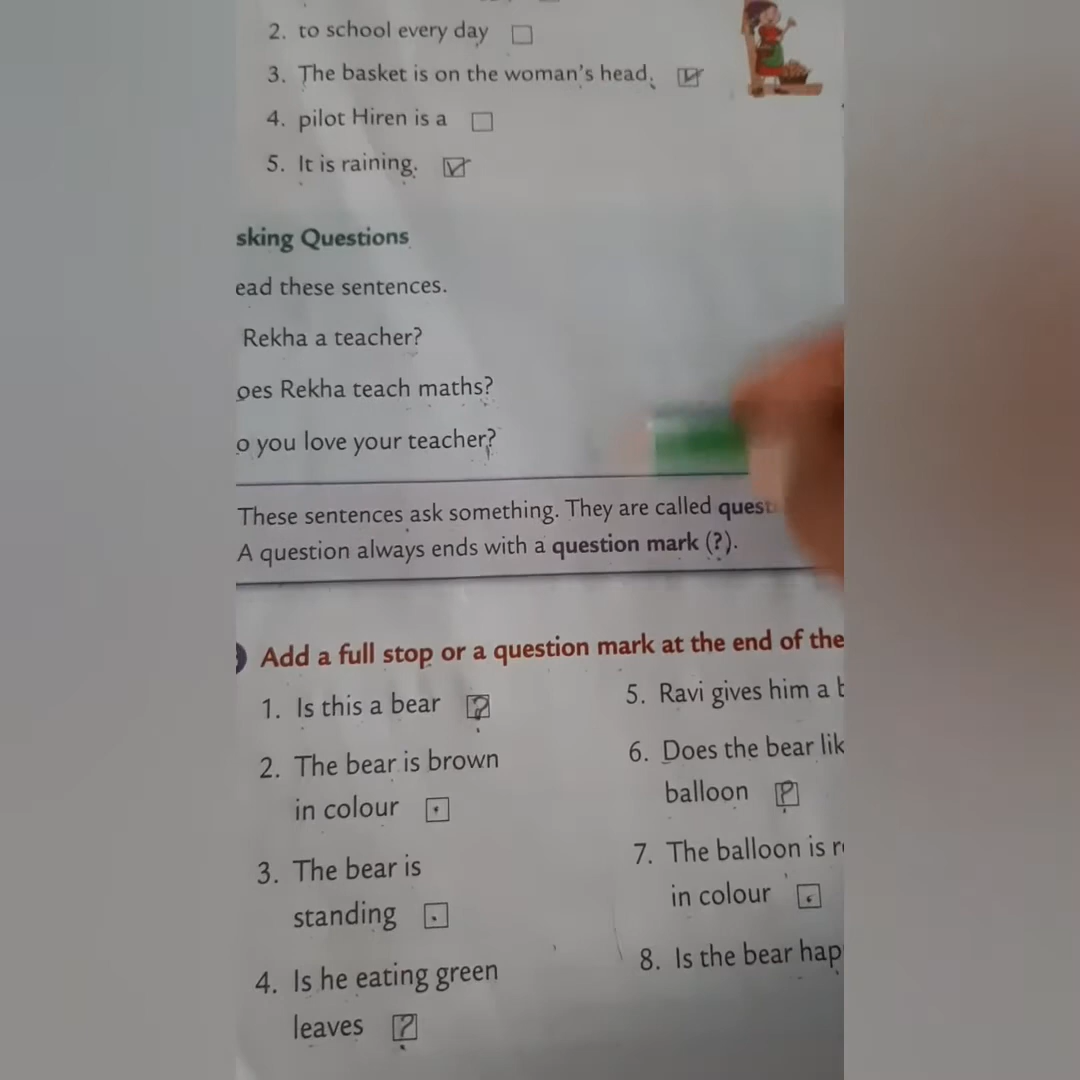 2. to school every day
3. The basket is on the woman's head.
4. pilot Hiren is a
5. It is raining.
sking Questions
ead these sentences.
Rekha a teacher?
oes Rekha teach maths?
o you love your teacher?
These sentences ask something. They are called quest
A question always ends with a question mark (?).
Add a full stop or a question mark at the end of the
1. Is this a bear ?
2. The bear is brown
in colour .
3. The bear is
standing .
4. Is he eating green
leaves ?
5. Ravi gives him a b
6. Does the bear lik
balloon ?
7. The balloon is r
in colour .
8. Is the bear hap